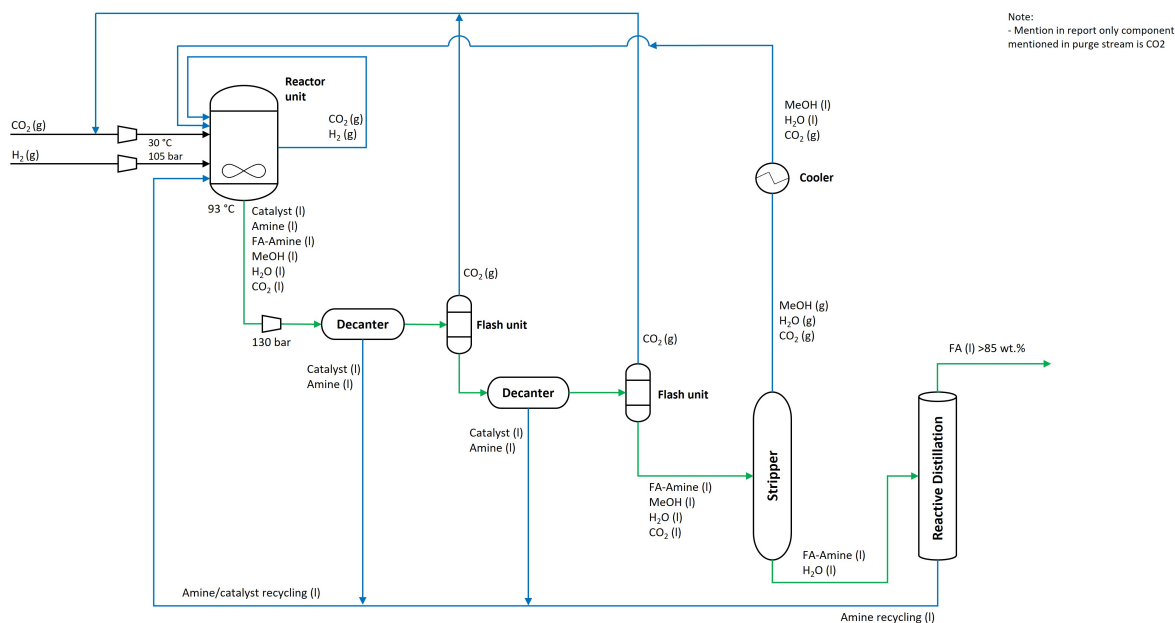 Note:
- Mention in report only component
mentioned in purge stream is CO2
Reactor
unit
CO₂ (g)
H₂ (g)
CO₂ (g)
30 °C
105 bar
H₂(g)
93 °C
Catalyst (l)
Amine (l)
FA-Amine (l)
MeOH (l)
H₂O (l)
CO₂ (l)
130 bar
Decanter
Catalyst (l)
Amine (l)
CO₂ (g)
Flash unit
Decanter
Catalyst (l)
Amine (l)
CO₂ (g)
Flash unit
FA-Amine (l)
MeOH (l)
H₂O (l)
CO₂ (l)
MeOH (l)
H₂O (l)
CO₂ (g)
Cooler
MeOH (g)
H₂O (g)
CO₂ (g)
Stripper
FA-Amine (l)
H₂O (l)
FA (l) >85 wt.%
Reactive Distillation
Amine/catalyst recycling (l)
Amine recycling (l)